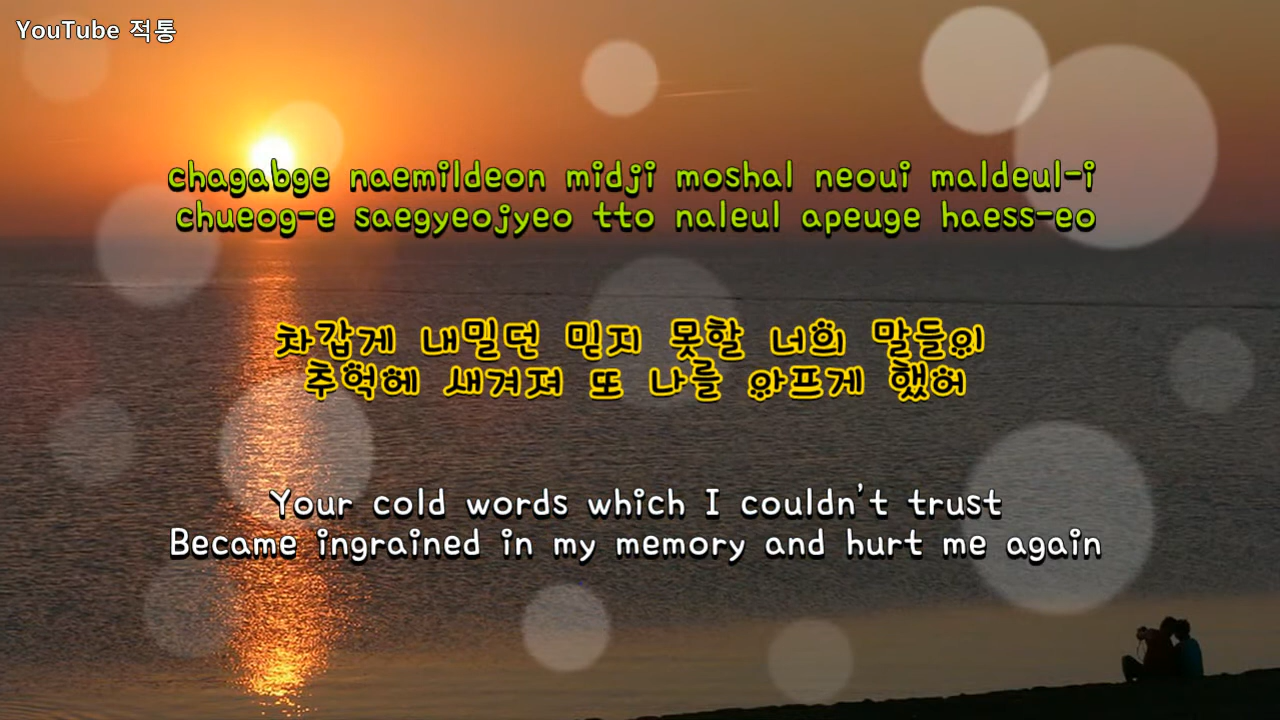 YouTube 적통
chagabge naemildeon midji moshal neoui maldeul-i
chueog-e saegyeojyeo tto naleul apeuge haess-eo
차갑게 내밀던 믿지 못할 너희 말들이
추억에 새겨져 또 나를 아프게 했어
Your cold words which I couldn't trust
Became ingrained in my memory and hurt me again